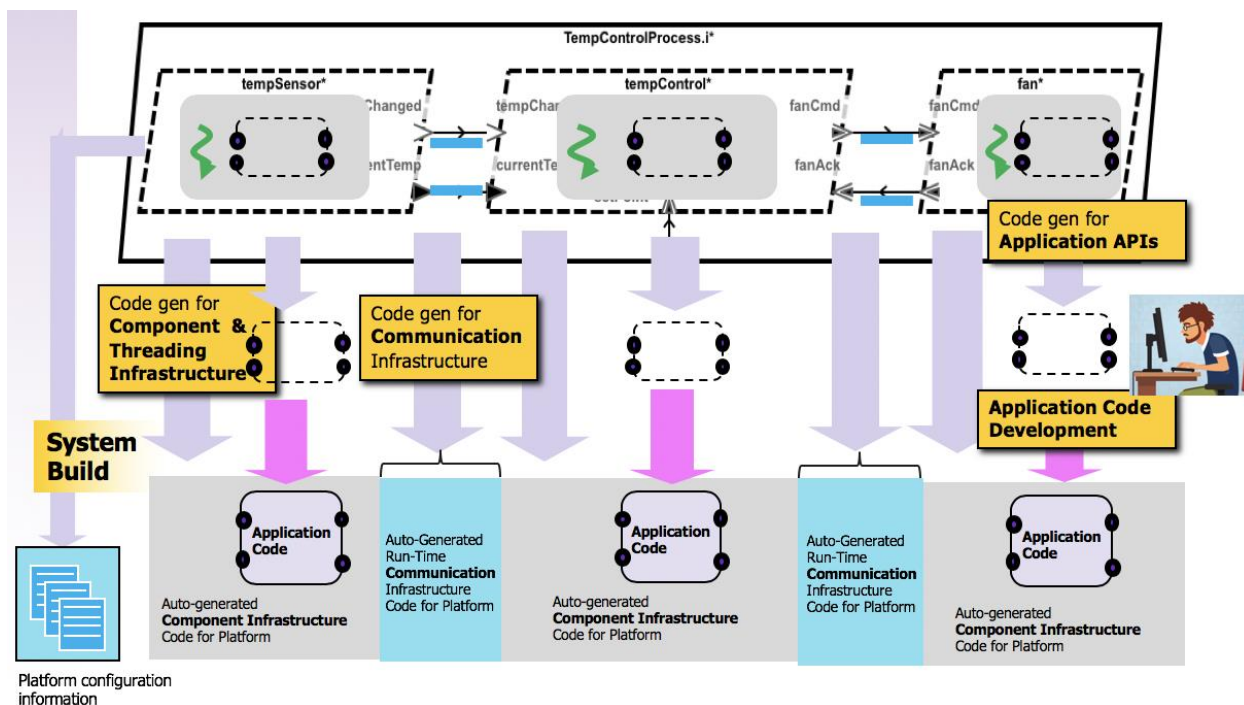 TempControlProcess.i*
tempSensor*
tempControl*
fan*
Changed
tempChan
fanCmd
fanCmd
entTemp
currentTe
fanAck
fanAck
Code gen for
Application APIs
Code gen for
Component &
Threading
Infrastructure
Code gen for
Communication
Infrastructure
Application Code
Development
System
Build
Application
Code
Auto-generated
Component Infrastructure
Code for Platform
Auto-Generated
Run-Time
Communication
Infrastructure
Code for Platform
Application
Code
Auto-generated
Component Infrastructure
Code for Platform
Auto-Generated
Run-Time
Communication
Infrastructure
Code for Platform
Application
Code
Auto-generated
Component Infrastructure
Code for Platform
Platform configuration
information